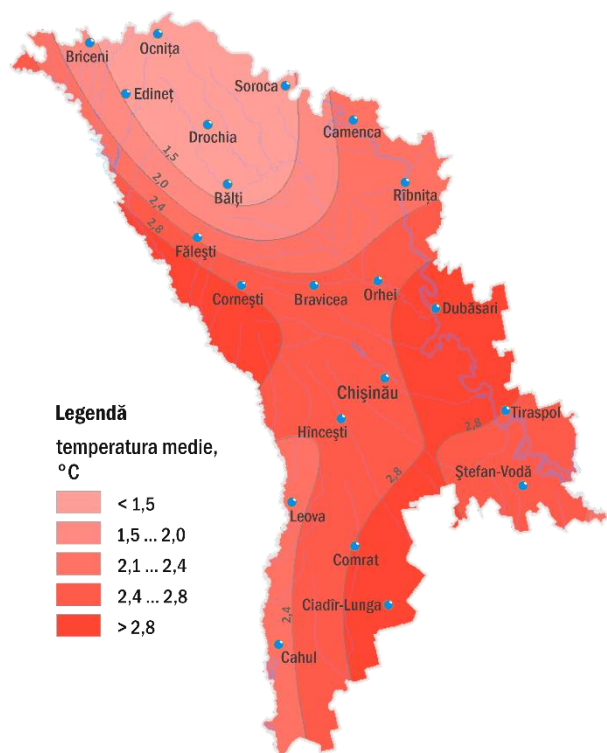 Ocnița
Briceni
Soroca
Edineț
Camenca
Drochia
1,5
2,0
Bălți
Rîbnița
2,4
2,8
Fălești
Cornești
Bravicea
Orhei
Dubăsari
Chișinău
Legendă
temperatura medie,
°C
< 1,5
1,5 ... 2,0
2,1 ... 2,4
2,4 ... 2,8
> 2,8
Hîncești
Tiraspol
2,8
2,8
Ștefan-Vodă
Leova
Comrat
Ciadîr-Lunga
2,4
Cahul